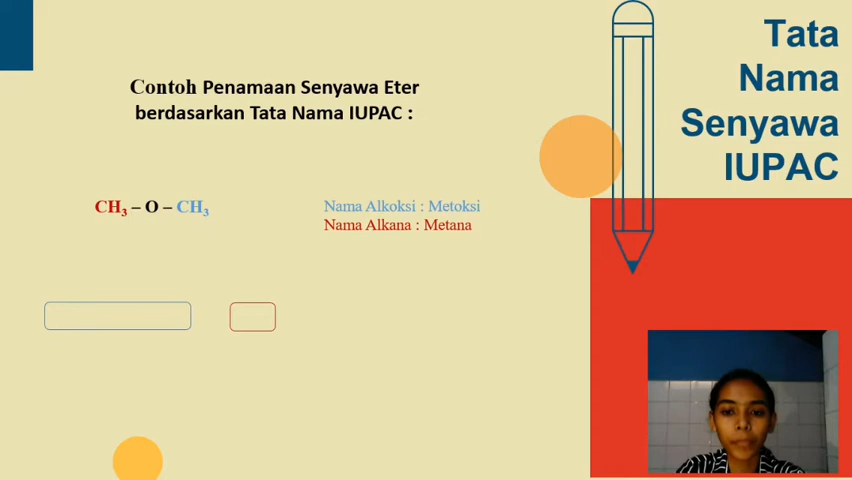 Tata
Nama
Senyawa
IUPAC
Contoh Penamaan Senyawa Eter
berdasarkan Tata Nama IUPAC :
CH₃ – O – CH₃
Nama Alkoksi : Metoksi
Nama Alkana : Metana